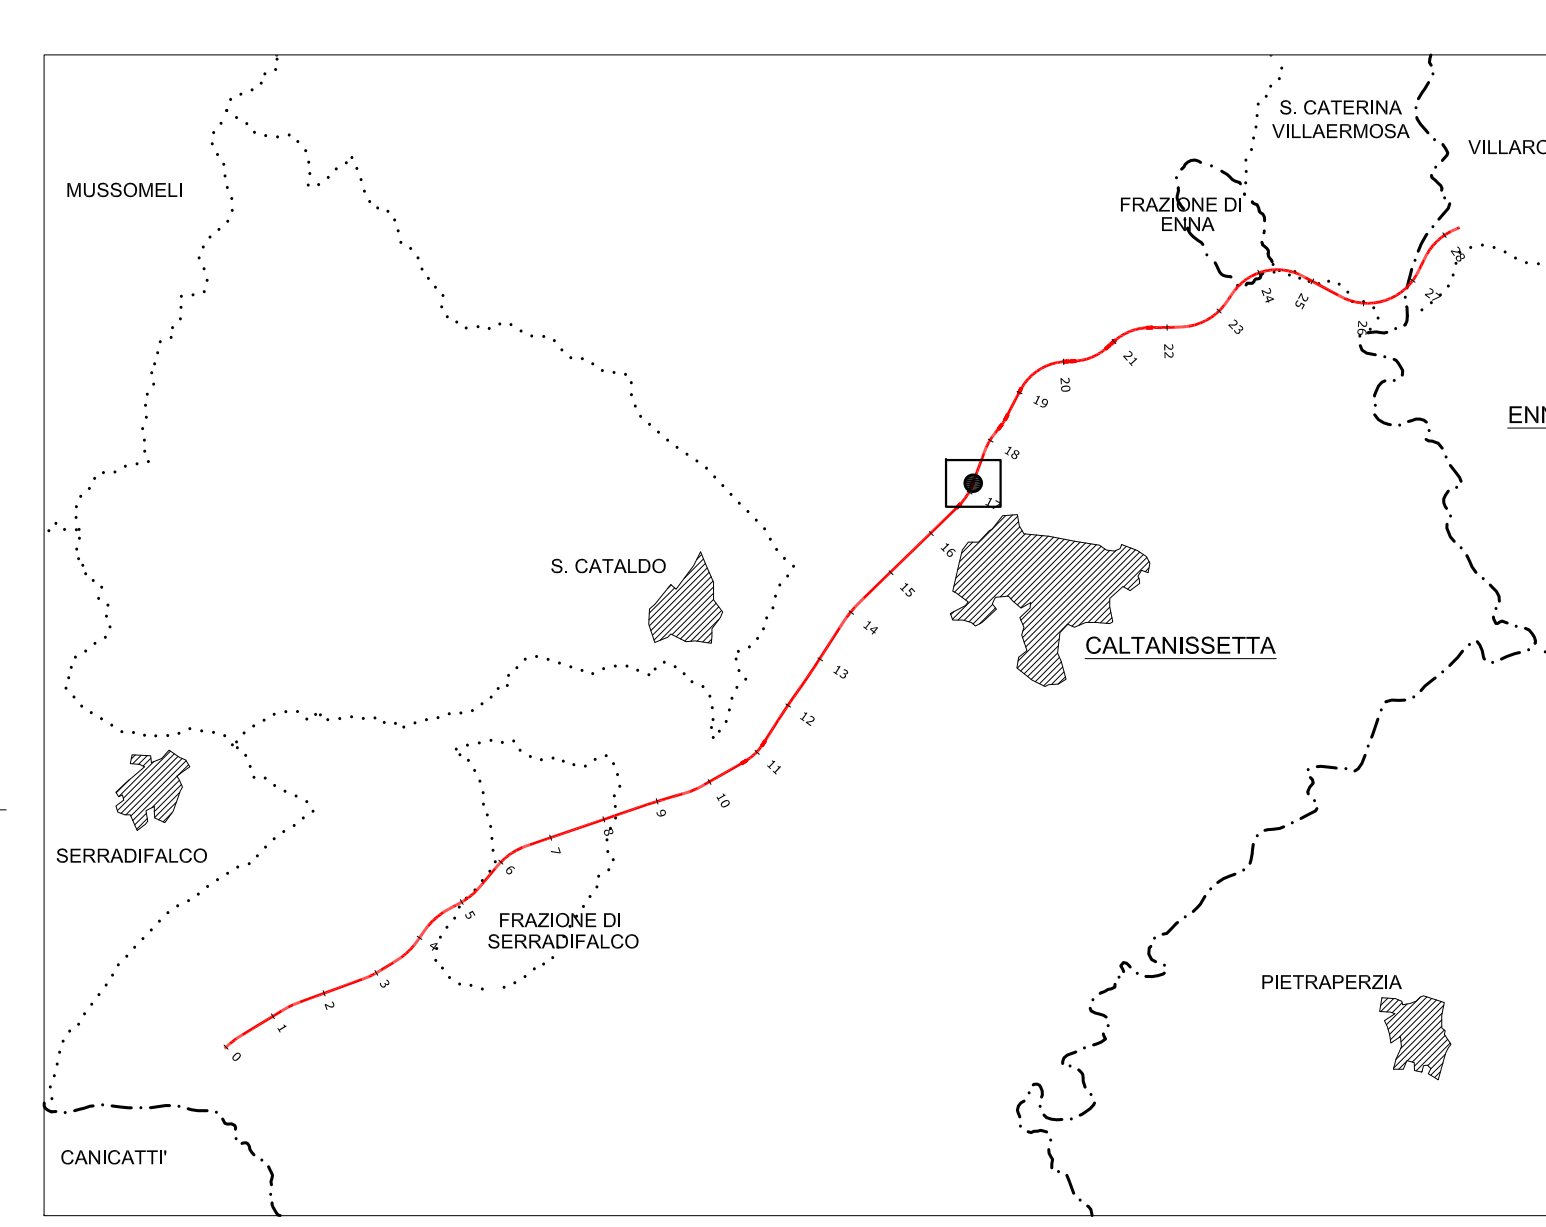 S. CATERINA
VILLAERMOSA
VILLARO
MUSSOMELI
FRAZIONE DI
ENNA
28
27
26
25
24
23
22
21
20
19
18
17
16
15
14
13
12
11
10
9
8
7
6
5
4
3
2
1
0
ENN
S. CATALDO
CALTANISSETTA
SERRADIFALCO
FRAZIONE DI
SERRADIFALCO
PIETRAPERZIA
CANICATTI'